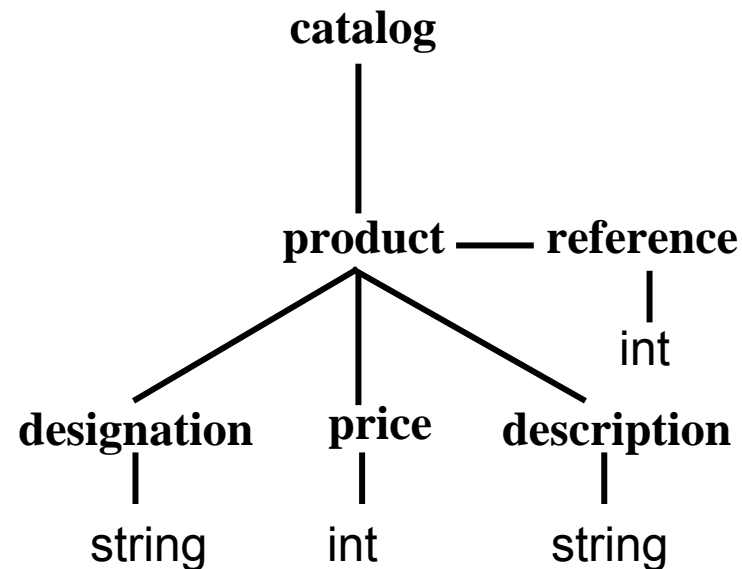 catalog
product reference
int
designation price description
string int string